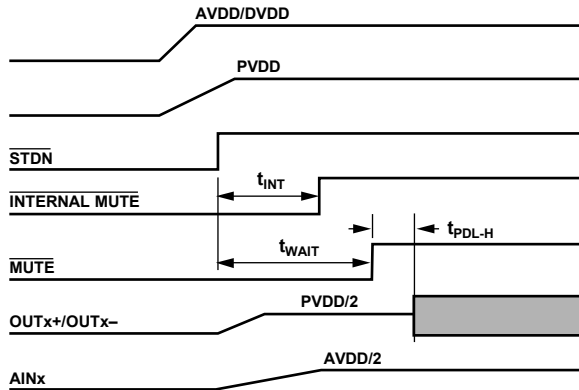 AVDD/DVDD
PVDD
STDN
tINT
INTERNAL MUTE
tPDL-H
tWAIT
MUTE
PVDD/2
OUTx+/OUTx–
AVDD/2
AINx